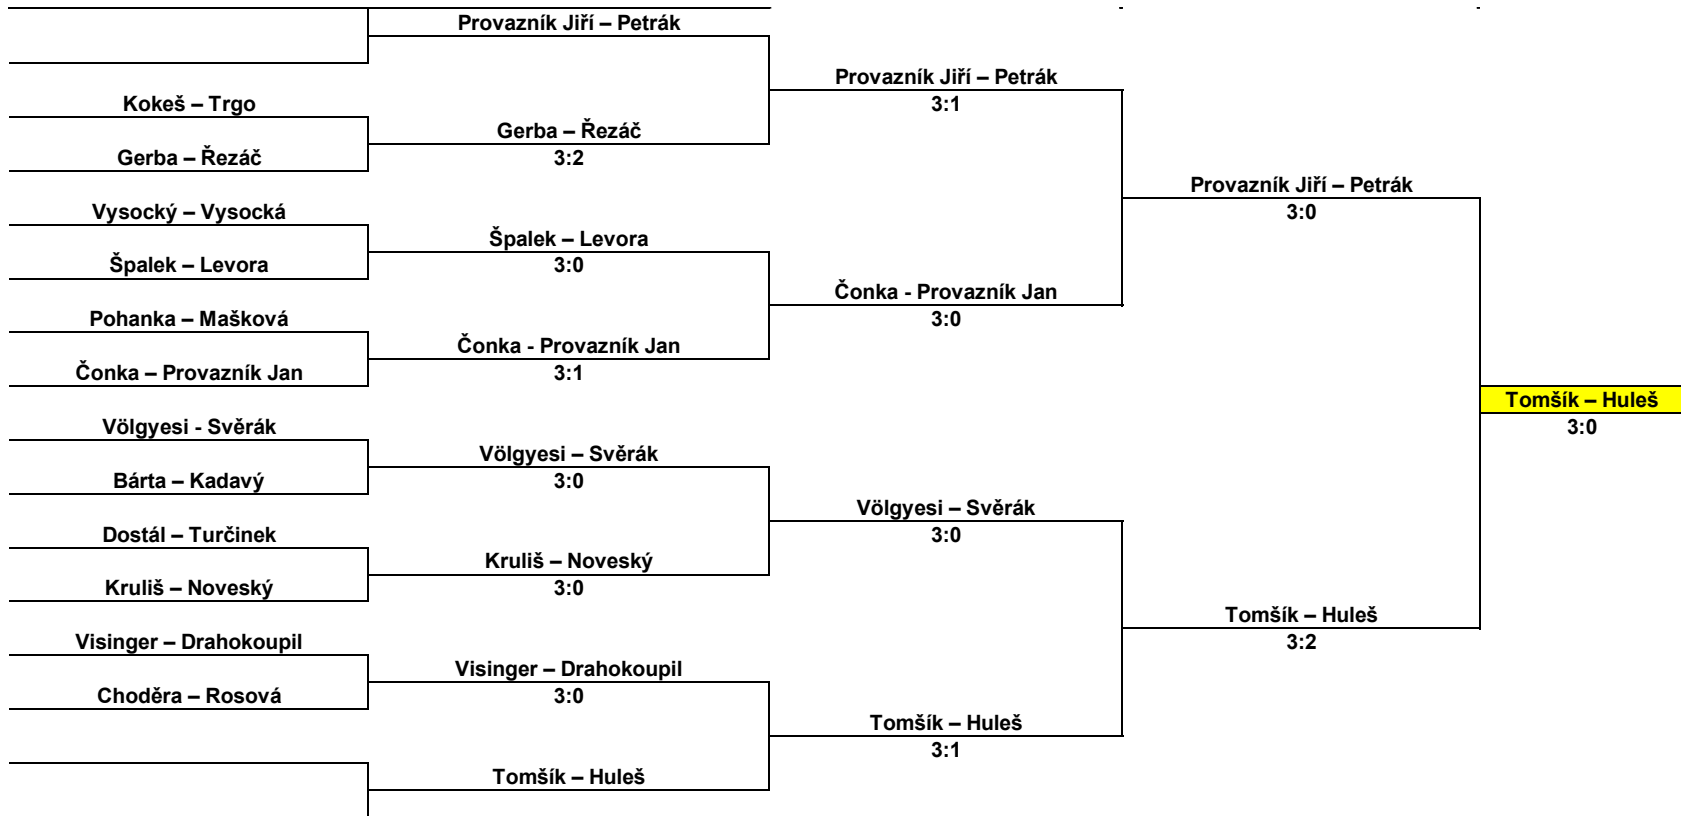 Provazník Jiří – Petrák
Kokeš – Trgo
Gerba – Řezáč
Vysocký – Vysocká
Špalek – Levora
Pohanka – Mašková
Čonka – Provazník Jan
Völgyesi - Svěrák
Bárta – Kadavý
Dostál – Turčinek
Kruliš – Noveský
Visinger – Drahokoupil
Choděra – Rosová
Gerba – Řezáč
3:2
Špalek – Levora
3:0
Čonka - Provazník Jan
3:1
Völgyesi – Svěrák
3:0
Kruliš – Noveský
3:0
Visinger – Drahokoupil
3:0
Tomšík – Huleš
Provazník Jiří – Petrák
3:1
Čonka - Provazník Jan
3:0
Völgyesi – Svěrák
3:0
Tomšík – Huleš
3:1
Provazník Jiří – Petrák
3:0
Tomšík – Huleš
3:2
Tomšík – Huleš
3:0